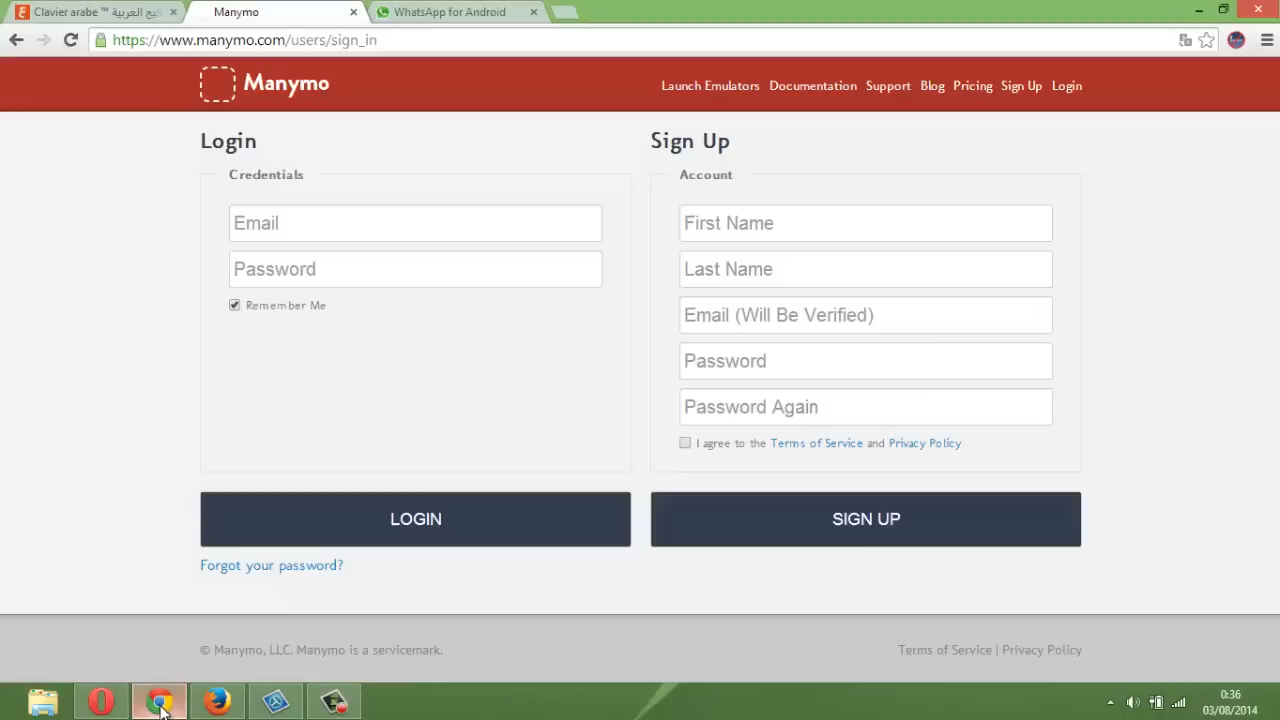 Clavier arabe ™ اتيح العربية
Manymo
WhatsApp for Android
https://www.manymo.com/users/sign_in
Manymo
Launch Emulators Documentation Support Blog Pricing Sign Up Login
Login
Credentials
Email
Password
Remember Me
LOGIN
Forgot your password?
Sign Up
Account
First Name
Last Name
Email (Will Be Verified)
Password
Password Again
I agree to the Terms of Service and Privacy Policy
SIGN UP
© Manymo, LLC. Manymo is a servicemark.
Terms of Service | Privacy Policy
0:36
03/08/2014